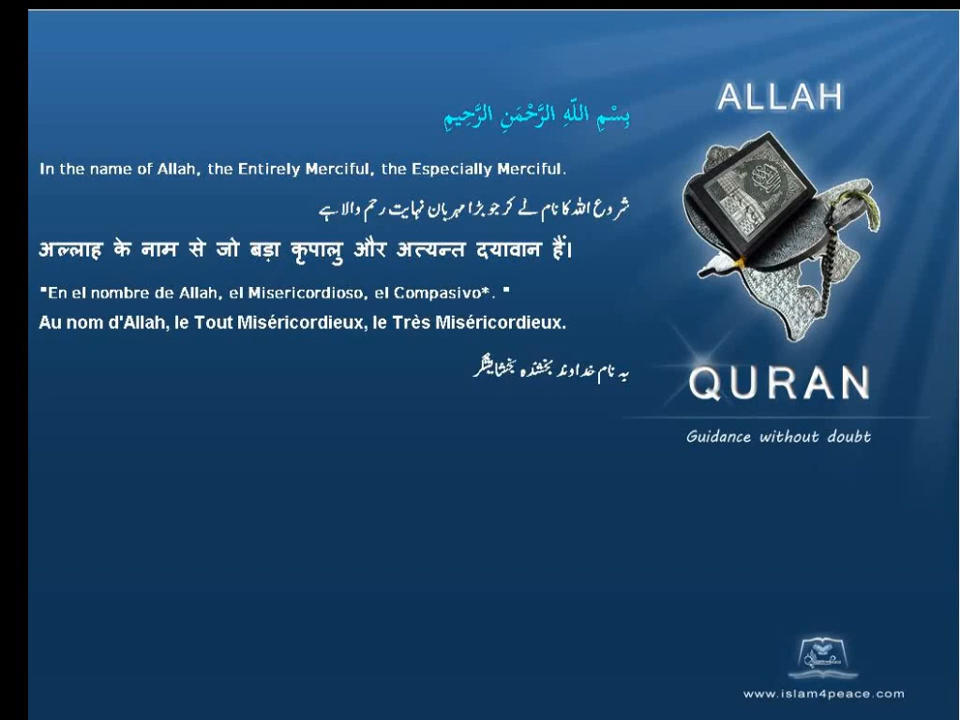 بِسْمِ اللّهِ الرَّحْمَنِ الرَّحِيمِ
In the name of Allah, the Entirely Merciful, the Especially Merciful.
شروع اللہ کا نام لے کر جو بڑا مہربان نہایت رحم والا ہے
अल्लाह के नाम से जो बड़ा कृपालु और अत्यन्त दयावान हैं।
"En el nombre de Allah, el Misericordioso, el Compasivo*. "
Au nom d'Allah, le Tout Miséricordieux, le Très Miséricordieux.
به نام خداوند بخشنده بخشایشگر
ALLAH
QURAN
Guidance without doubt
www.islam4peace.com